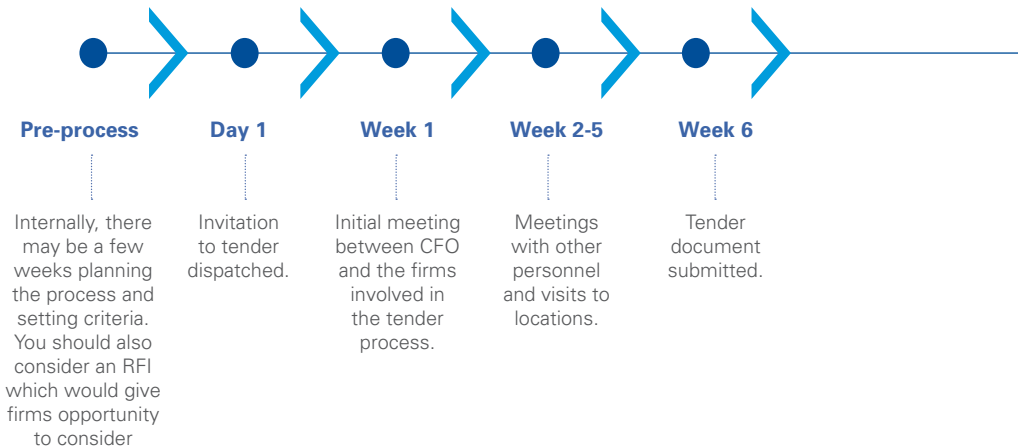 Pre-process
Internally, there
may be a few
weeks planning
the process and
setting criteria.
You should also
consider an RFI
which would give
firms opportunity
to consider
Day 1
Invitation
to tender
dispatched.
Week 1
Initial meeting
between CFO
and the firms
involved in
the tender
process.
Week 2-5
Meetings
with other
personnel
and visits to
locations.
Week 6
Tender
document
submitted.